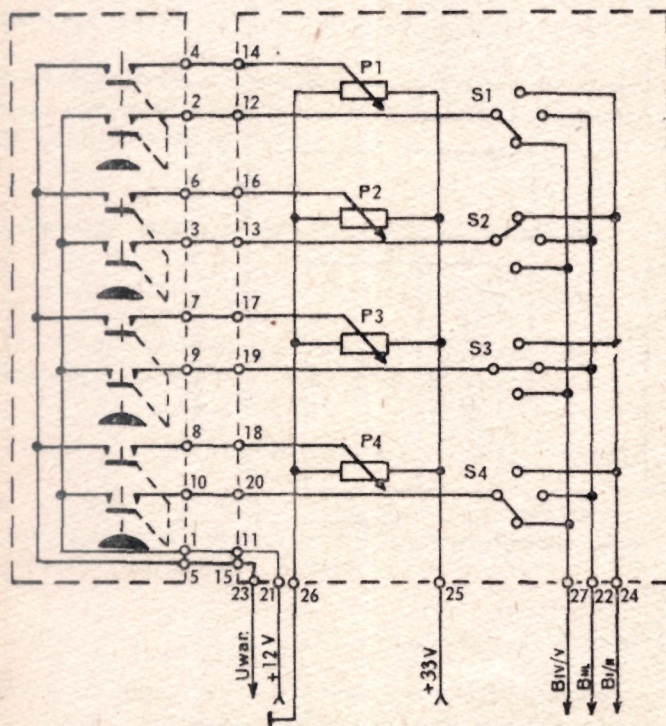 4 14 P1
S1
2 12
6 16 P2
S2
3 13
7 17 P3
S3
9 19
8 18 P4
S4
10 20
1 11
5 15
23 21 26 25 27 22 24
Uwar.
+12V
+33V
BIV/V
BIII
BI/II